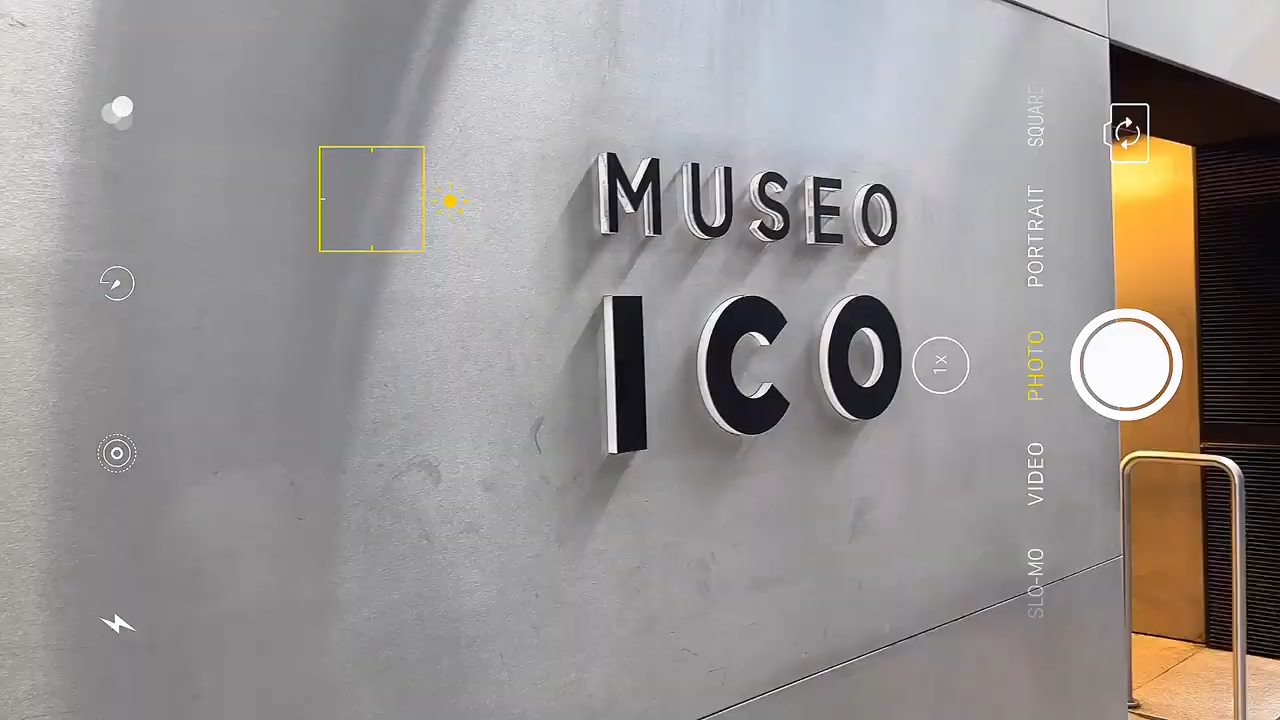 MUSEO
ICO
1x
SQUARE
PORTRAIT
PHOTO
VIDEO
SLO-MO